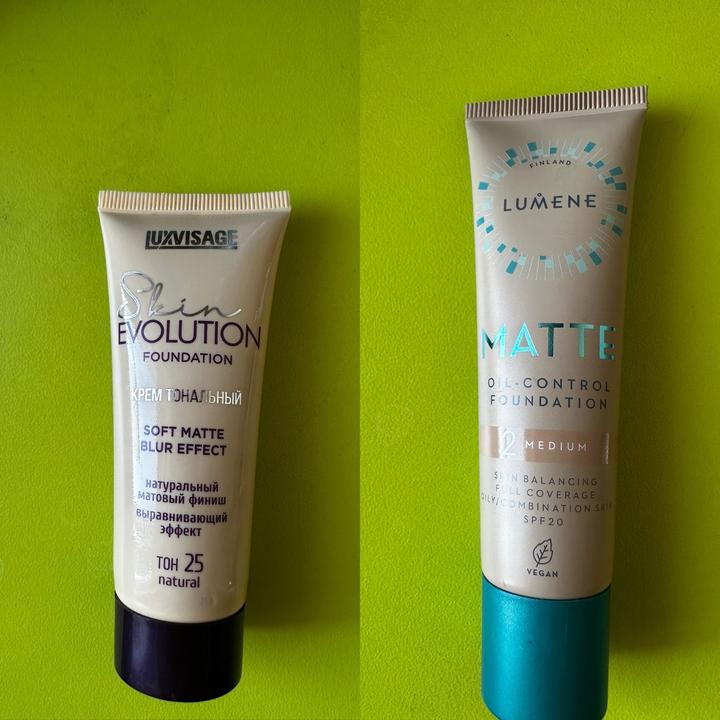 LUXVISAGE
Skin
EVOLUTION
FOUNDATION
КРЕМ ТОНАЛЬНЫЙ
SOFT MATTE
BLUR EFFECT
натуральный
матовый финиш
выравнивающий
эффект
ТОН 25
natural
FINLAND
LUMENE
MATTE
OIL-CONTROL
FOUNDATION
2 MEDIUM
SKIN BALANCING
FULL COVERAGE
OILY/COMBINATION SKIN
SPF20
VEGAN